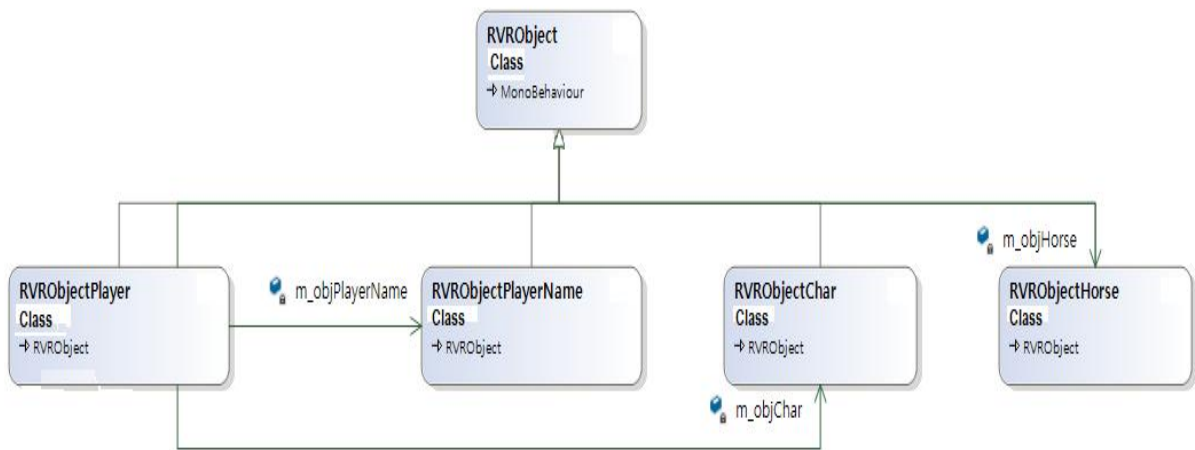 RVRObject
Class
MonoBehaviour
m_objHorse
RVRObjectPlayer
Class
RVRObject
m_objPlayerName
RVRObjectPlayerName
Class
RVRObject
RVRObjectChar
Class
RVRObject
RVRObjectHorse
Class
RVRObject
m_objChar